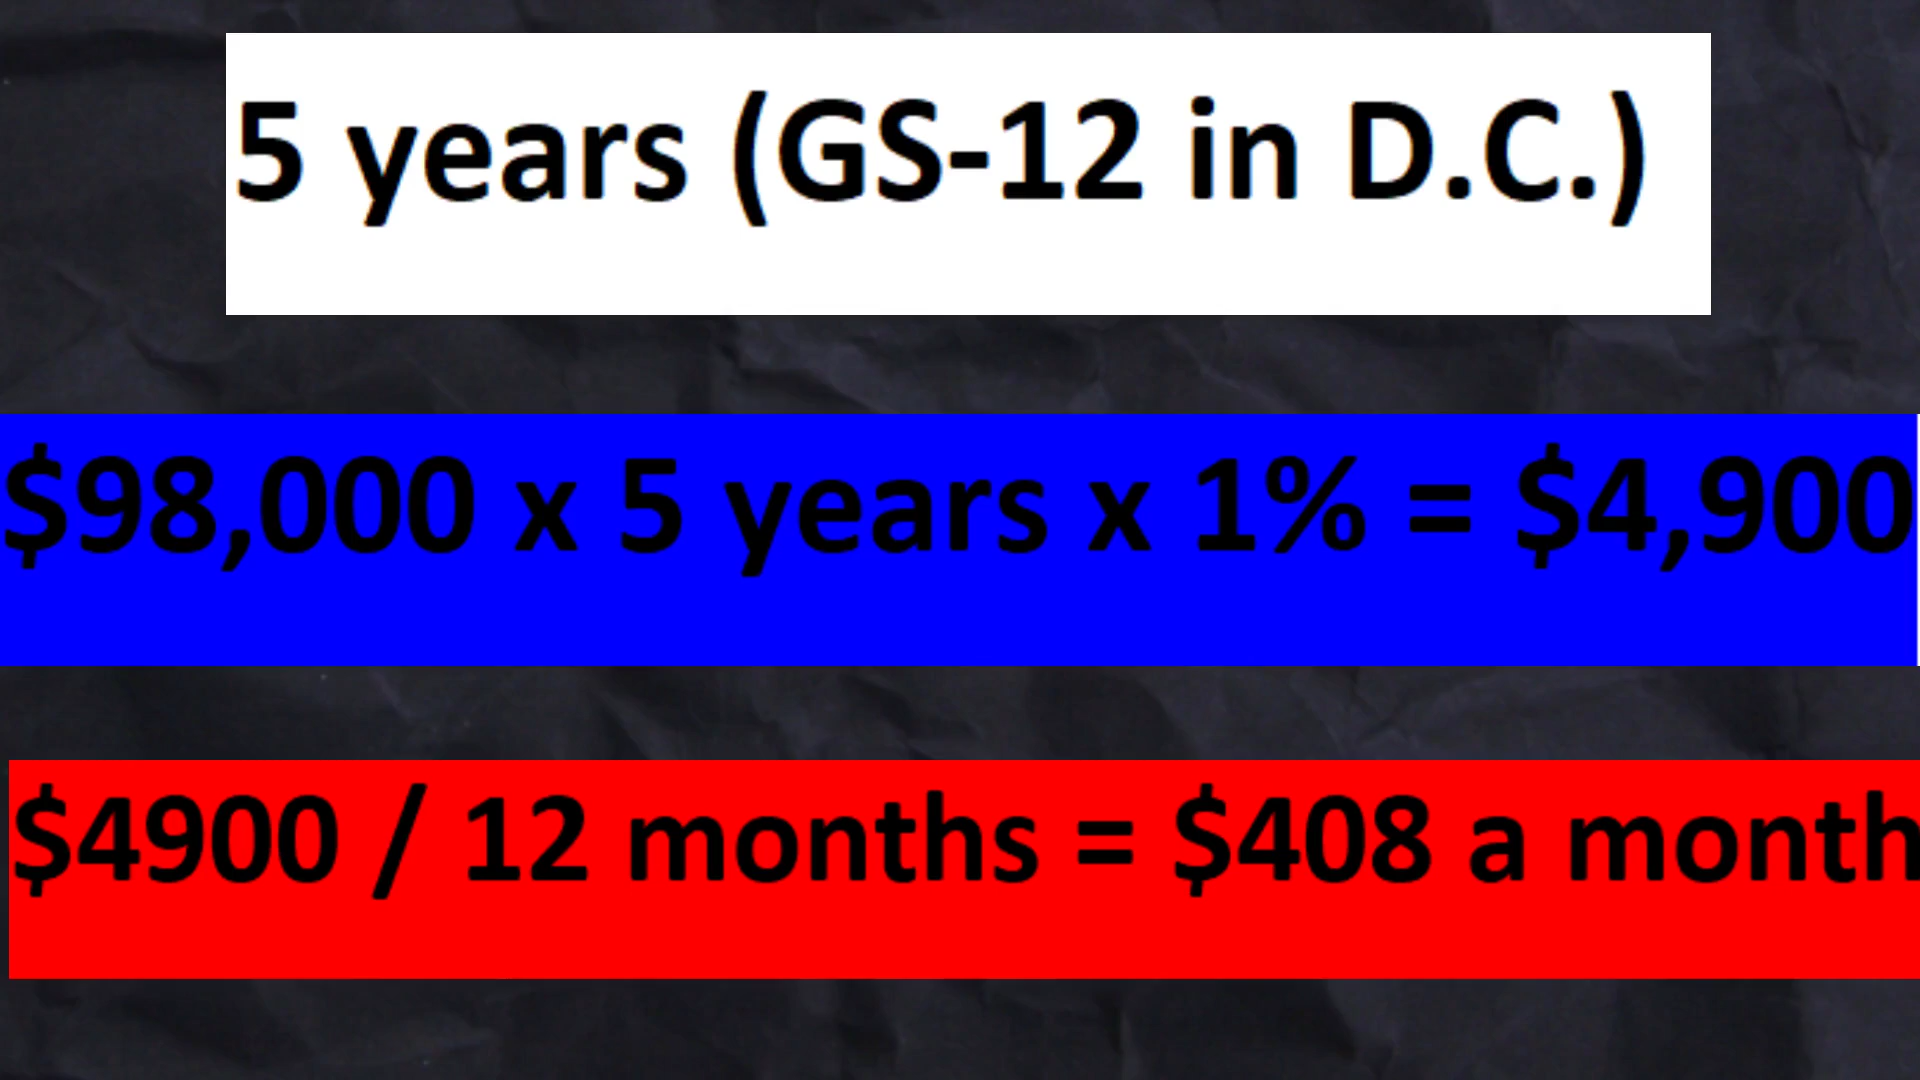 5 years (GS-12 in D.C.)
$98,000 x 5 years x 1% = $4,900
$4900 / 12 months = $408 a month